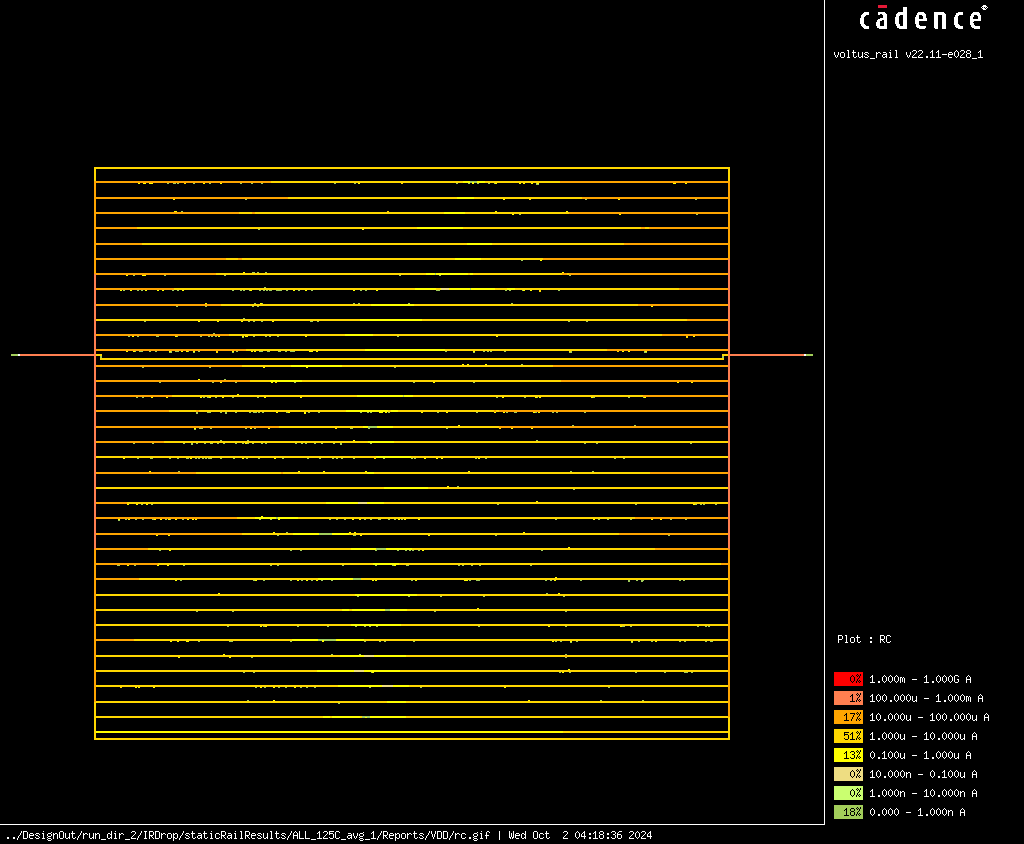 cādence®
voltus_rail v22.11-e028_1
Plot : RC
0% 1.000m - 1.000G A
1% 100.000u - 1.000m A
17% 10.000u - 100.000u A
51% 1.000u - 10.000u A
13% 0.100u - 1.000u A
0% 10.000n - 0.100u A
0% 1.000n - 10.000n A
18% 0.000 - 1.000n A
../DesignOut/run_dir_2/IRDrop/staticRailResults/ALL_125C_avg_1/Reports/VDD/rc.gif | Wed Oct  2 04:18:36 2024